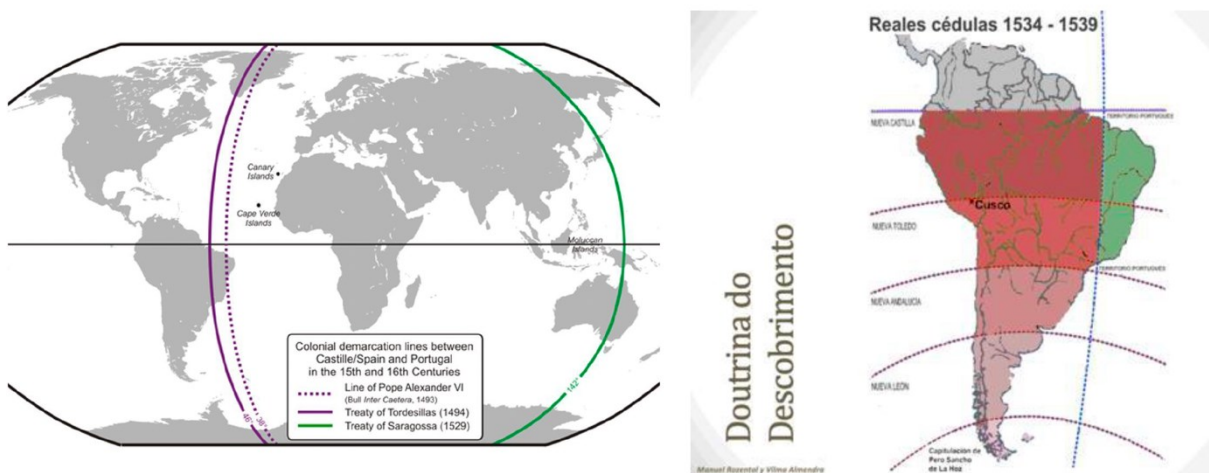 Canary
Islands
Cape Verde
Islands
Moluccan
Islands
Colonial demarcation lines between
Castille/Spain and Portugal
in the 15th and 16th Centuries
Line of Pope Alexander VI
(Bull Inter Caetera, 1493)
Treaty of Tordesillas (1494)
Treaty of Saragossa (1529)
46°
38°
142°
Doutrina do
Descobrimento
Manuel Rozental y Vilma Almendra
Reales cédulas 1534 - 1539
NUEVA CASTILLA
TERRITORIO PORTUGUES
Cusco
NUEVA TOLEDO
TERRITORIO PORTUGUES
NUEVA ANDALUCIA
NUEVA LEÓN
Capitulación de
Pero Sancho
de La Hoz